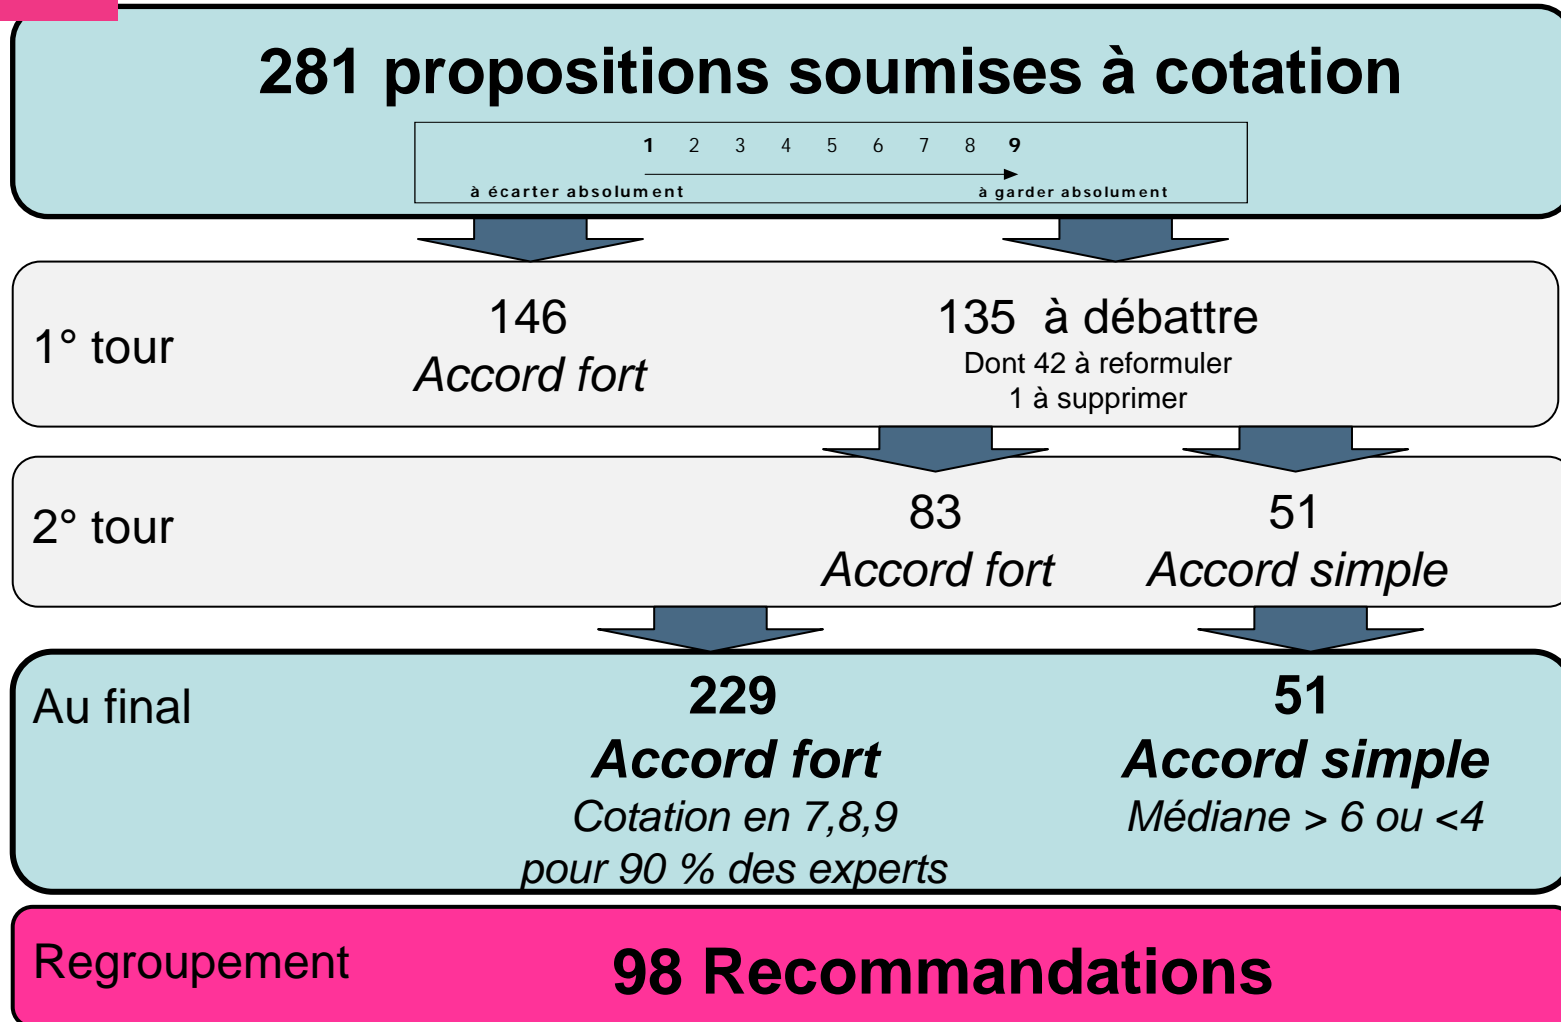 281 propositions soumises à cotation
1 2 3 4 5 6 7 8 9
à écarter absolument à garder absolument
1° tour
146
Accord fort
135 à débattre
Dont 42 à reformuler
1 à supprimer
2° tour
83
Accord fort
51
Accord simple
Au final
229
Accord fort
Cotation en 7,8,9
pour 90 % des experts
51
Accord simple
Médiane > 6 ou <4
Regroupement
98 Recommandations